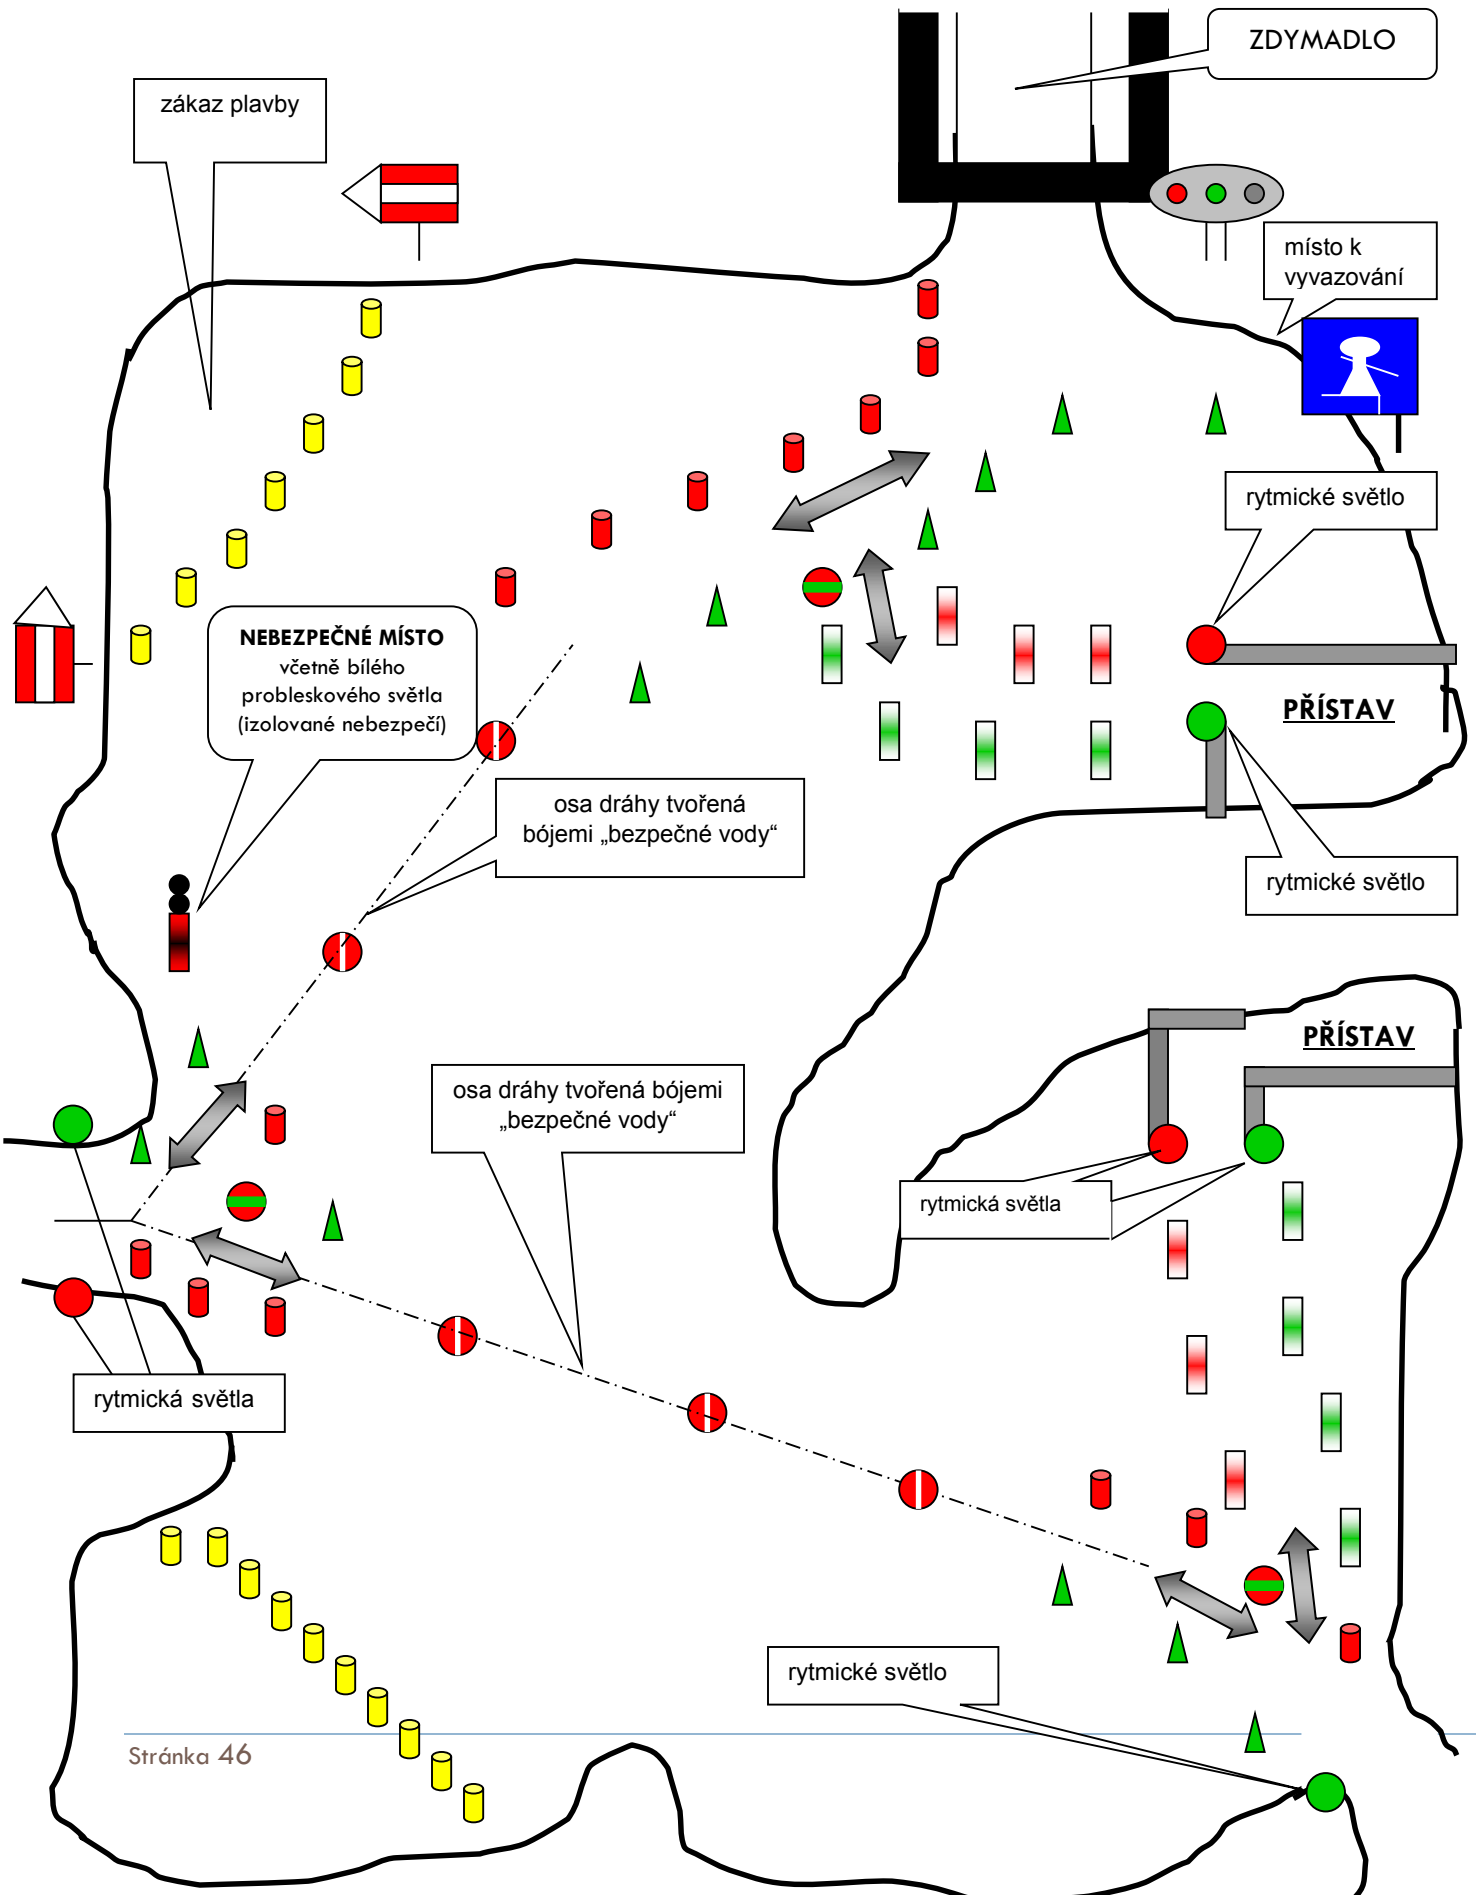 ZDYMADLO
zákaz plavby
místo k
vyvazování
rytmické světlo
NEBEZPEČNÉ MÍSTO
včetně bílého
probleskového světla
(izolované nebezpečí)
PŘÍSTAV
osa dráhy tvořená
bójemi „bezpečné vody“
rytmické světlo
PŘÍSTAV
osa dráhy tvořená bójemi
„bezpečné vody“
rytmická světla
rytmická světla
rytmické světlo
Stránka 46